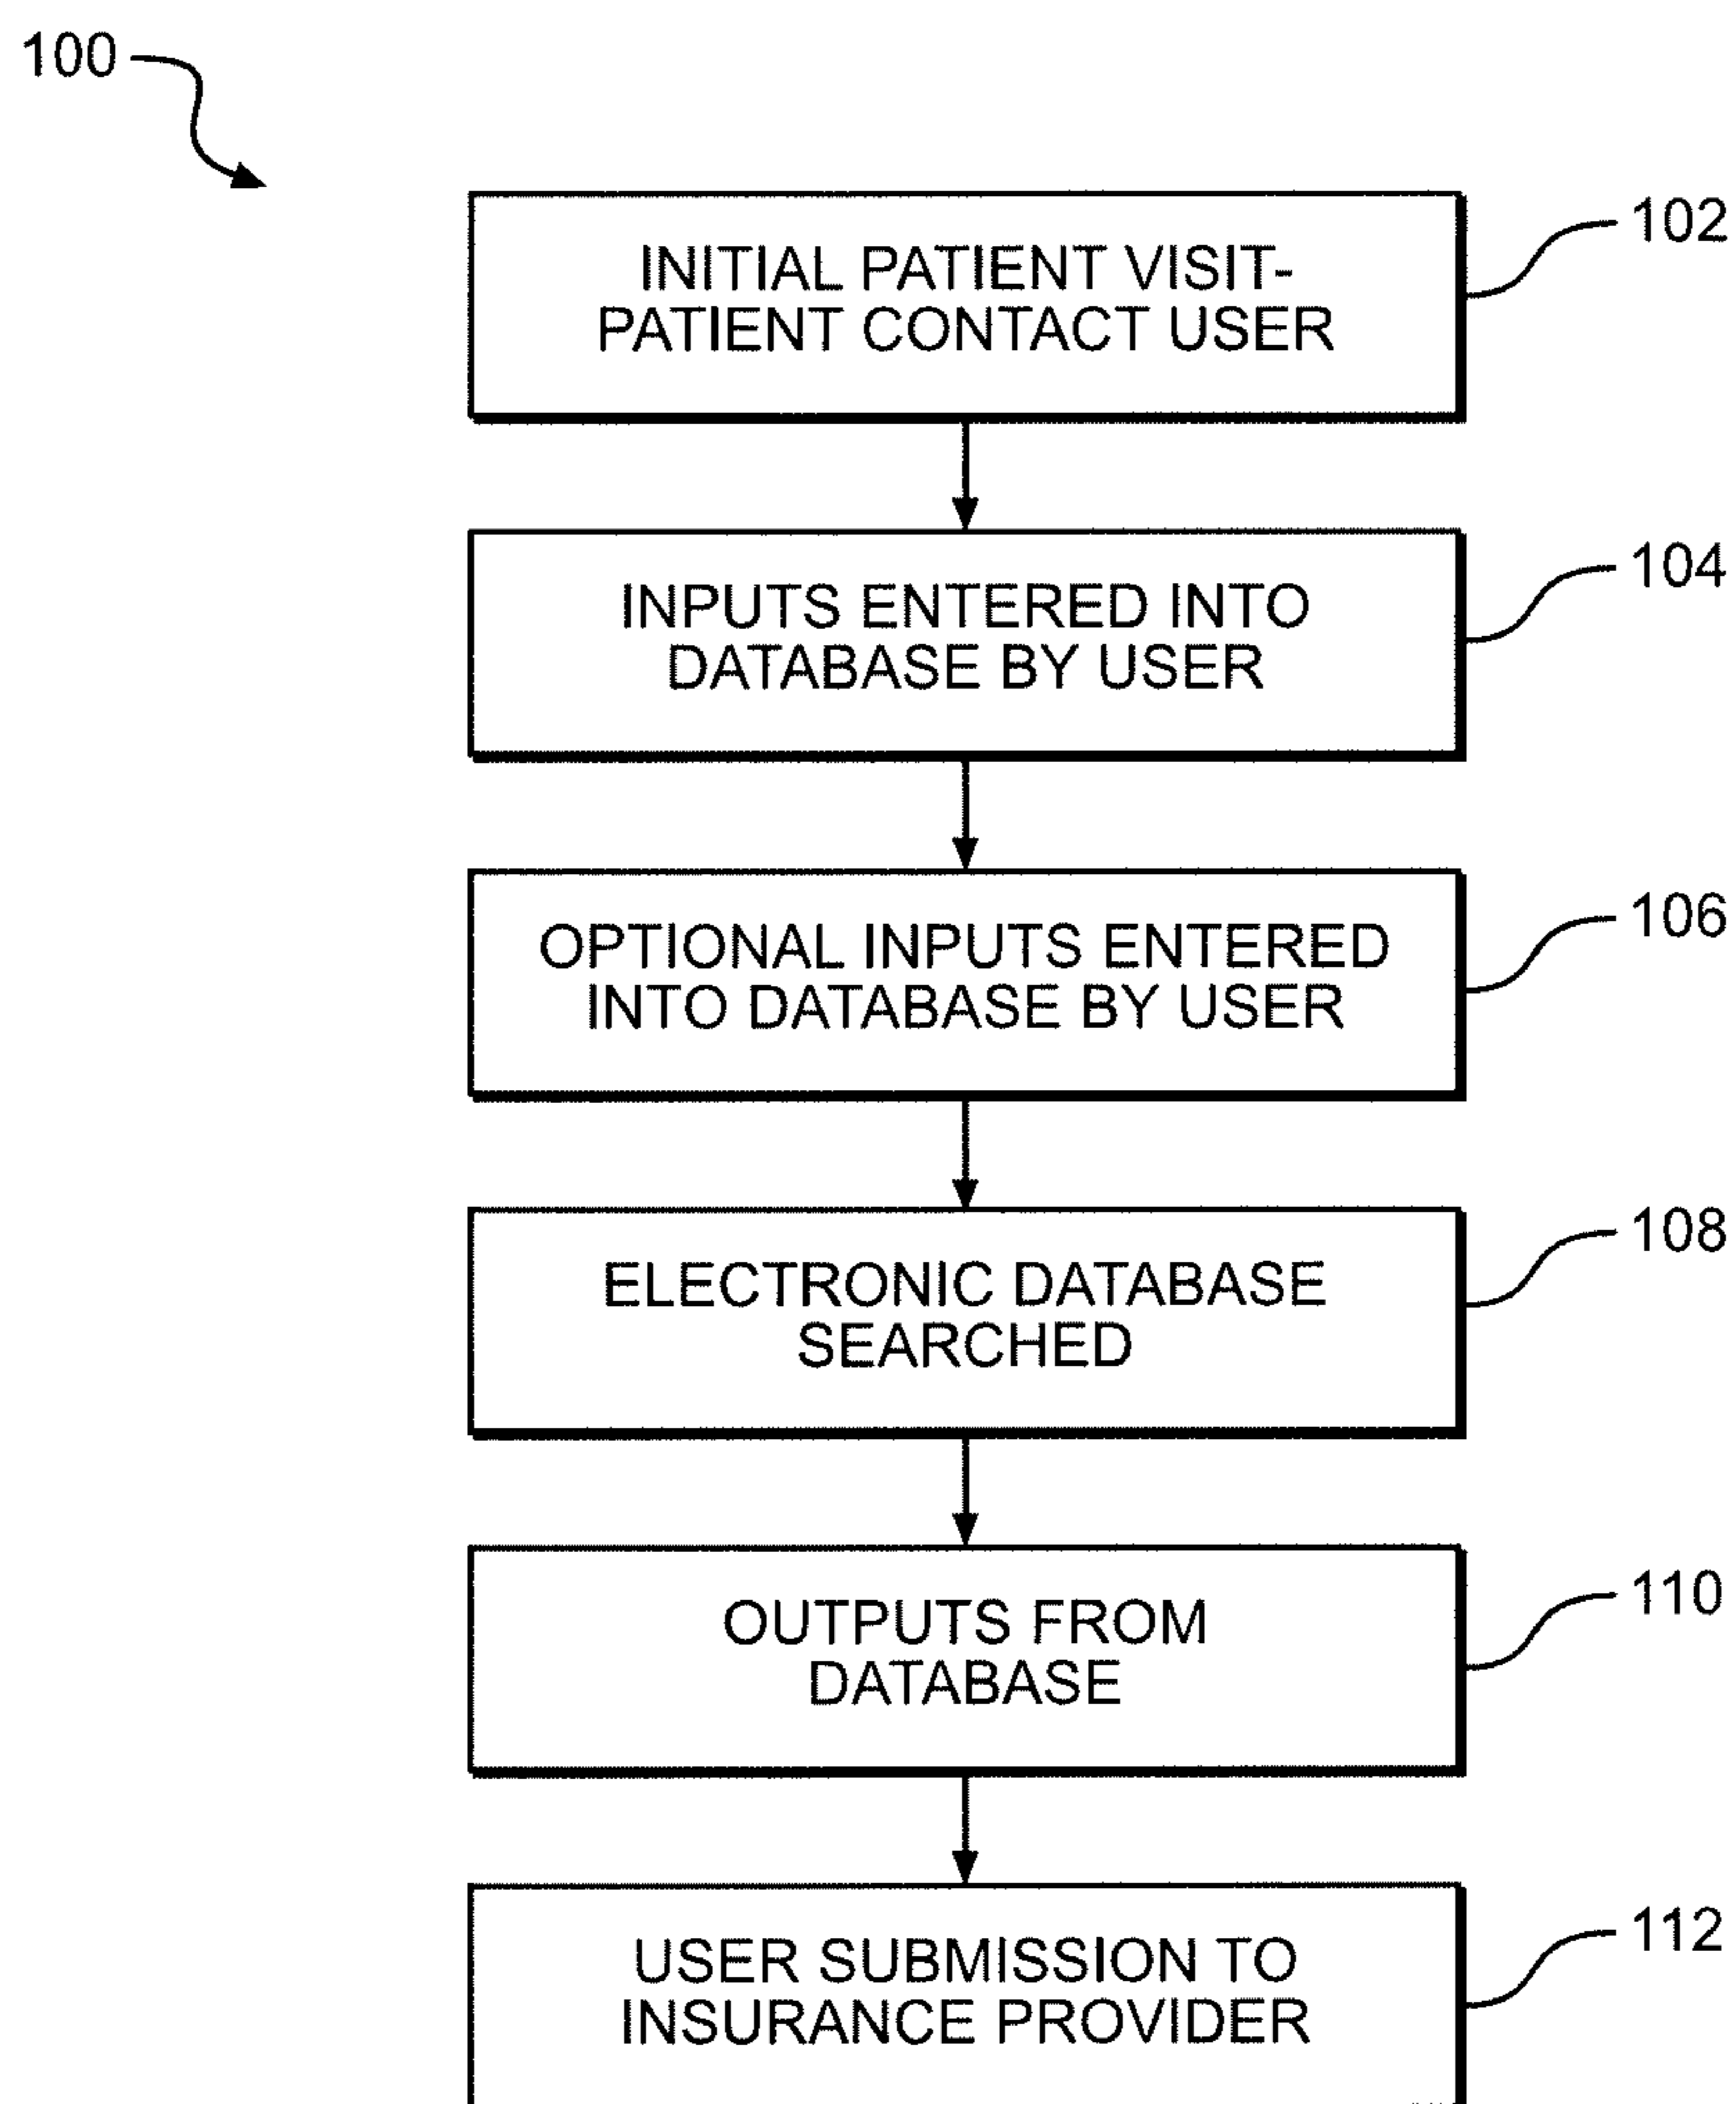 100
INITIAL PATIENT VISIT-
PATIENT CONTACT USER
102
INPUTS ENTERED INTO
DATABASE BY USER
104
OPTIONAL INPUTS ENTERED
INTO DATABASE BY USER
106
ELECTRONIC DATABASE
SEARCHED
108
OUTPUTS FROM
DATABASE
110
USER SUBMISSION TO
INSURANCE PROVIDER
112